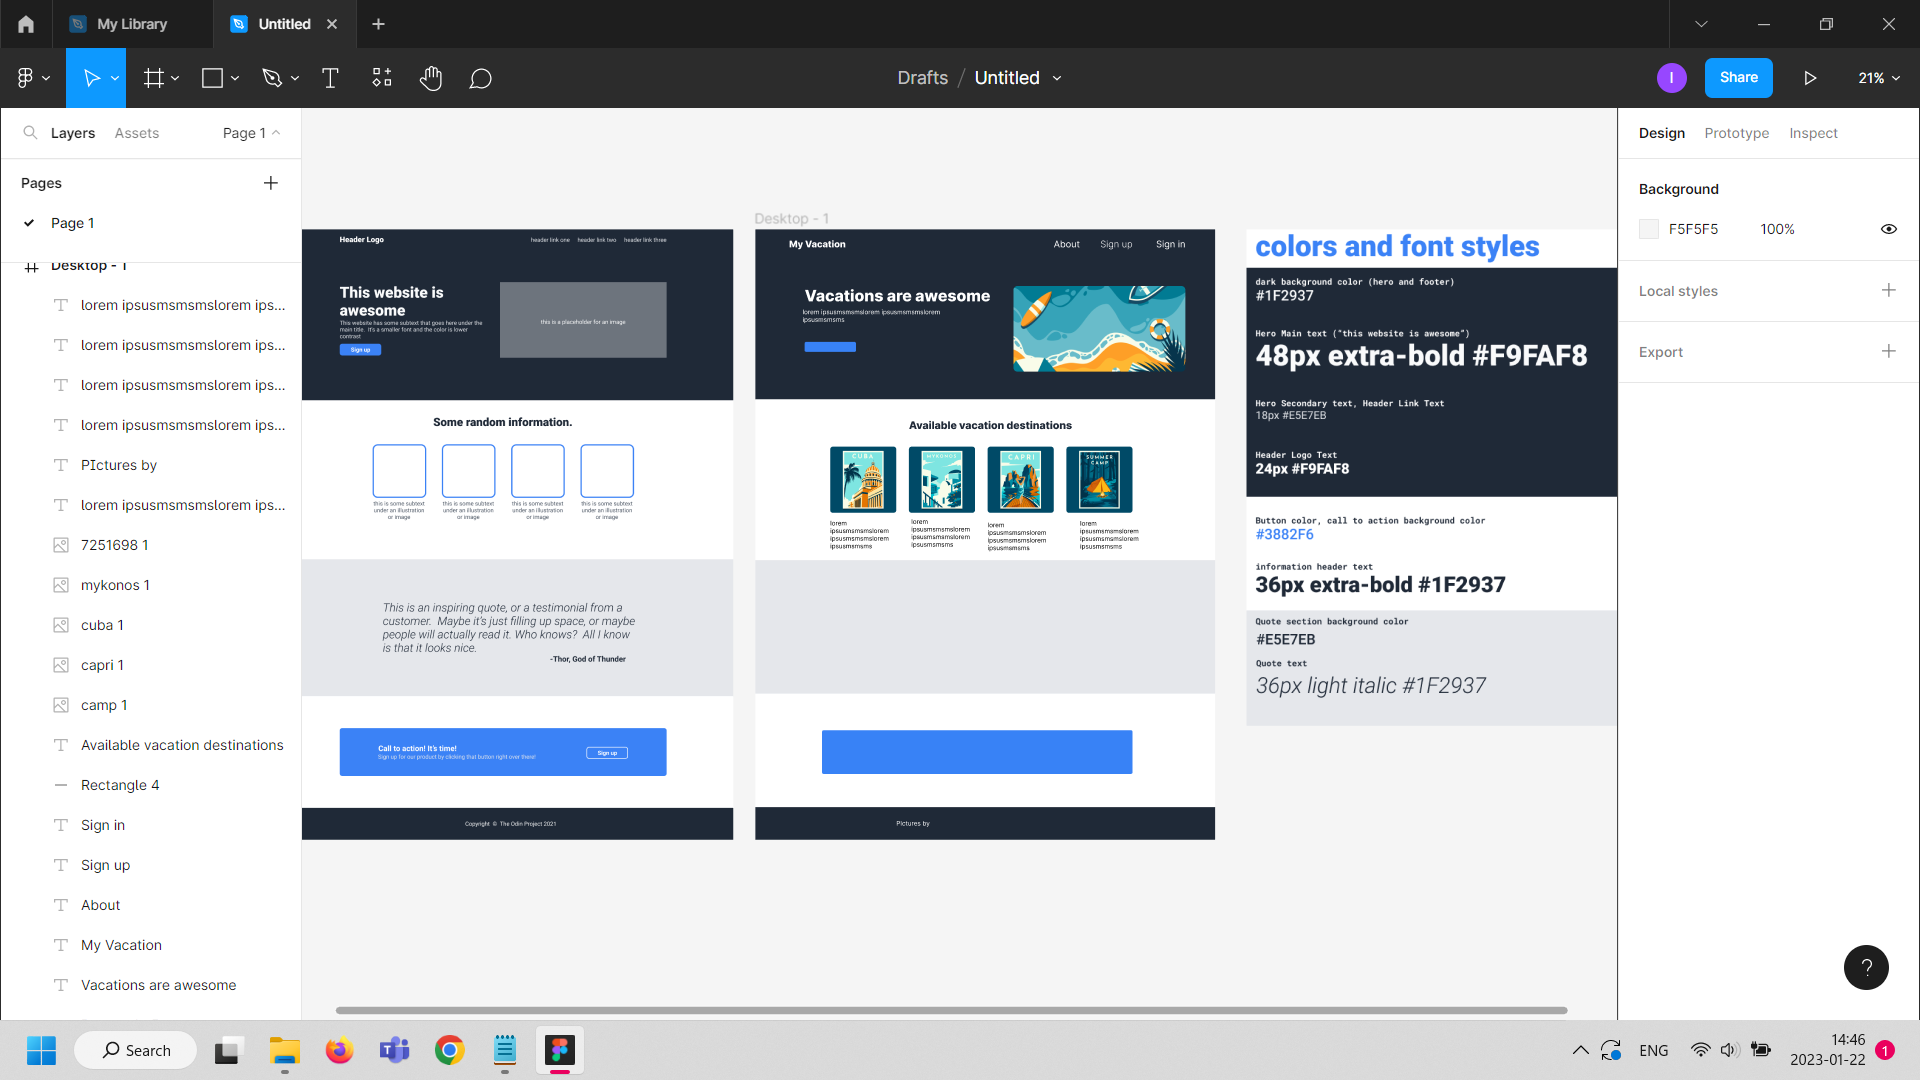 My Library
Untitled
Drafts / Untitled
I
Share
21%
Layers
Assets
Page 1
Pages
Page 1
Desktop - 1
lorem ipsusmsmsmslorem ips...
lorem ipsusmsmsmslorem ips...
lorem ipsusmsmsmslorem ips...
lorem ipsusmsmsmslorem ips...
PIctures by
lorem ipsusmsmsmslorem ips...
7251698 1
mykonos 1
cuba 1
capri 1
camp 1
Available vacation destinations
Rectangle 4
Sign in
Sign up
About
My Vacation
Vacations are awesome
Header Logo
header link one header link two header link three
This website is
awesome
This website has some subtext that goes here under the
main title. It's a smaller font and the color is lower
contrast
Sign up
this is a placeholder for an image
Some random information.
this is some subtext
under an illustration
or image
this is some subtext
under an illustration
or image
this is some subtext
under an illustration
or image
this is some subtext
under an illustration
or image
This is an inspiring quote, or a testimonial from a
customer. Maybe it's just filling up space, or maybe
people will actually read it. Who knows? All I know
is that it looks nice.
-Thor, God of Thunder
Call to action! It's time!
Sign up for our product by clicking that button right over there!
Sign up
Copyright © The Odin Project 2021
Desktop - 1
My Vacation
About
Sign up
Sign in
Vacations are awesome
lorem ipsusmsmsmslorem ipsusmsmsmslorem
ipsusmsmsms
Available vacation destinations
CUBA
MYKONOS
CAPRI
SUMMER
CAMP
lorem
ipsusmsmsmslorem
ipsusmsmsmslorem
ipsusmsmsms
lorem
ipsusmsmsmslorem
ipsusmsmsmslorem
ipsusmsmsms
lorem
ipsusmsmsmslorem
ipsusmsmsmslorem
ipsusmsmsms
lorem
ipsusmsmsmslorem
ipsusmsmsmslorem
ipsusmsmsms
PIctures by
colors and font styles
dark background color (hero and footer)
#1F2937
Hero Main text ("this website is awesome")
48px extra-bold #F9FAF8
Hero Secondary text, Header Link Text
18px #E5E7EB
Header Logo Text
24px #F9FAF8
Button color, call to action background color
#3882F6
information header text
36px extra-bold #1F2937
Quote section background color
#E5E7EB
Quote text
36px light italic #1F2937
Design
Prototype
Inspect
Background
F5F5F5
100%
Local styles
Export
?
Search
ENG
14:46
2023-01-22
1